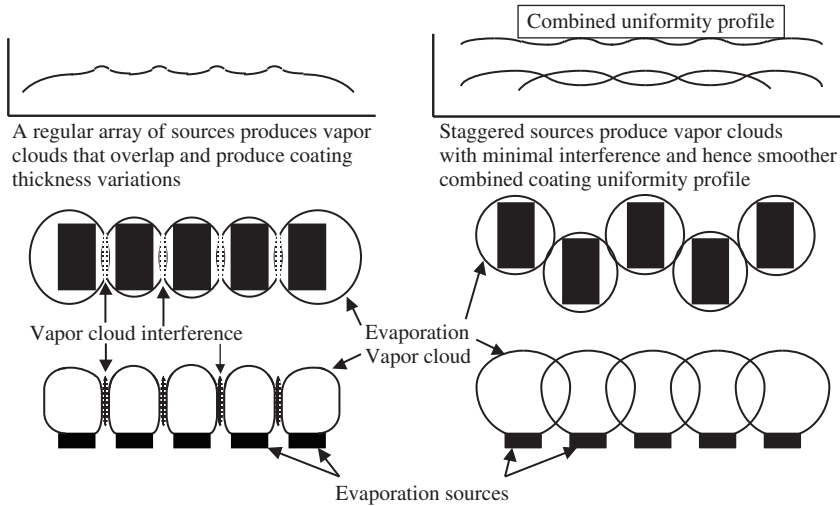 Combined uniformity profile
A regular array of sources produces vapor
clouds that overlap and produce coating
thickness variations
Staggered sources produce vapor clouds
with minimal interference and hence smoother
combined coating uniformity profile
Vapor cloud interference
Evaporation
Vapor cloud
Evaporation sources